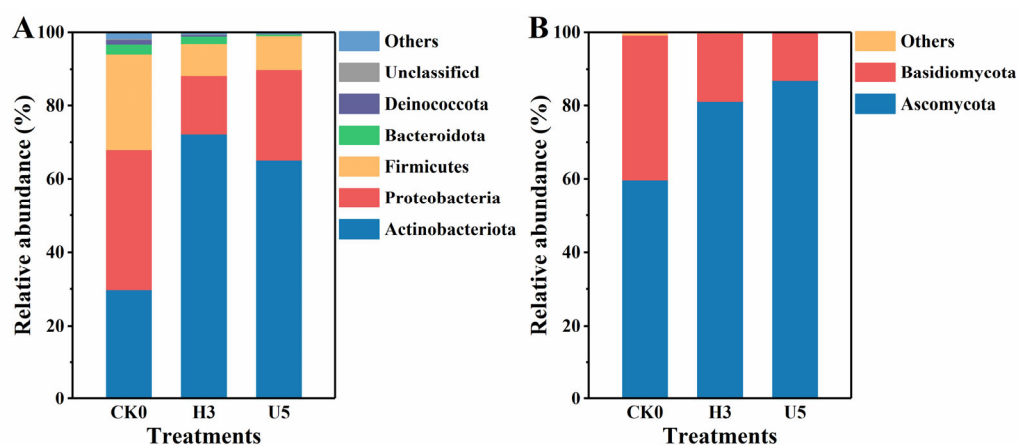 A
Relative abundance (%)
100
80
60
40
20
0
CK0 H3 U5
Treatments
Others
Unclassificd
Deinococcota
Bacteroidota
Firmicutes
Proteobacteria
Actinobacteriota
B
Relative abundance (%)
100
80
60
40
20
0
CK0 H3 U5
Treatments
Others
Basidiomycota
Ascomycota